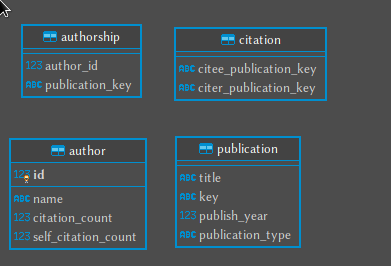 authorship
123 author_id
ABC publication_key
citation
ABC citee_publication_key
ABC citer_publication_key
author
123 id
ABC name
123 citation_count
123 self_citation_count
publication
ABC title
ABC key
123 publish_year
ABC publication_type